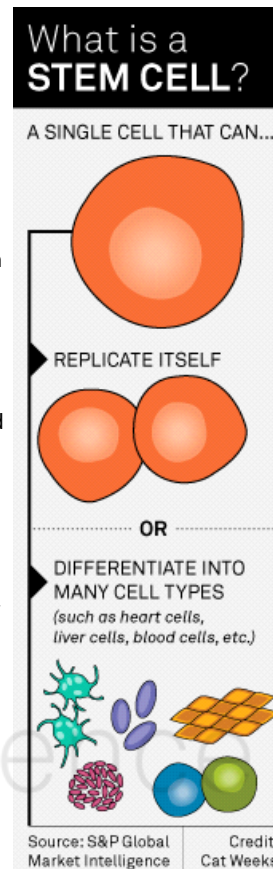 What is a
STEM CELL?
A SINGLE CELL THAT CAN...
REPLICATE ITSELF
OR
DIFFERENTIATE INTO
MANY CELL TYPES
(such as heart cells,
liver cells, blood cells, etc.)
Source: S&P Global
Market Intelligence
Credit
Cat Weeks